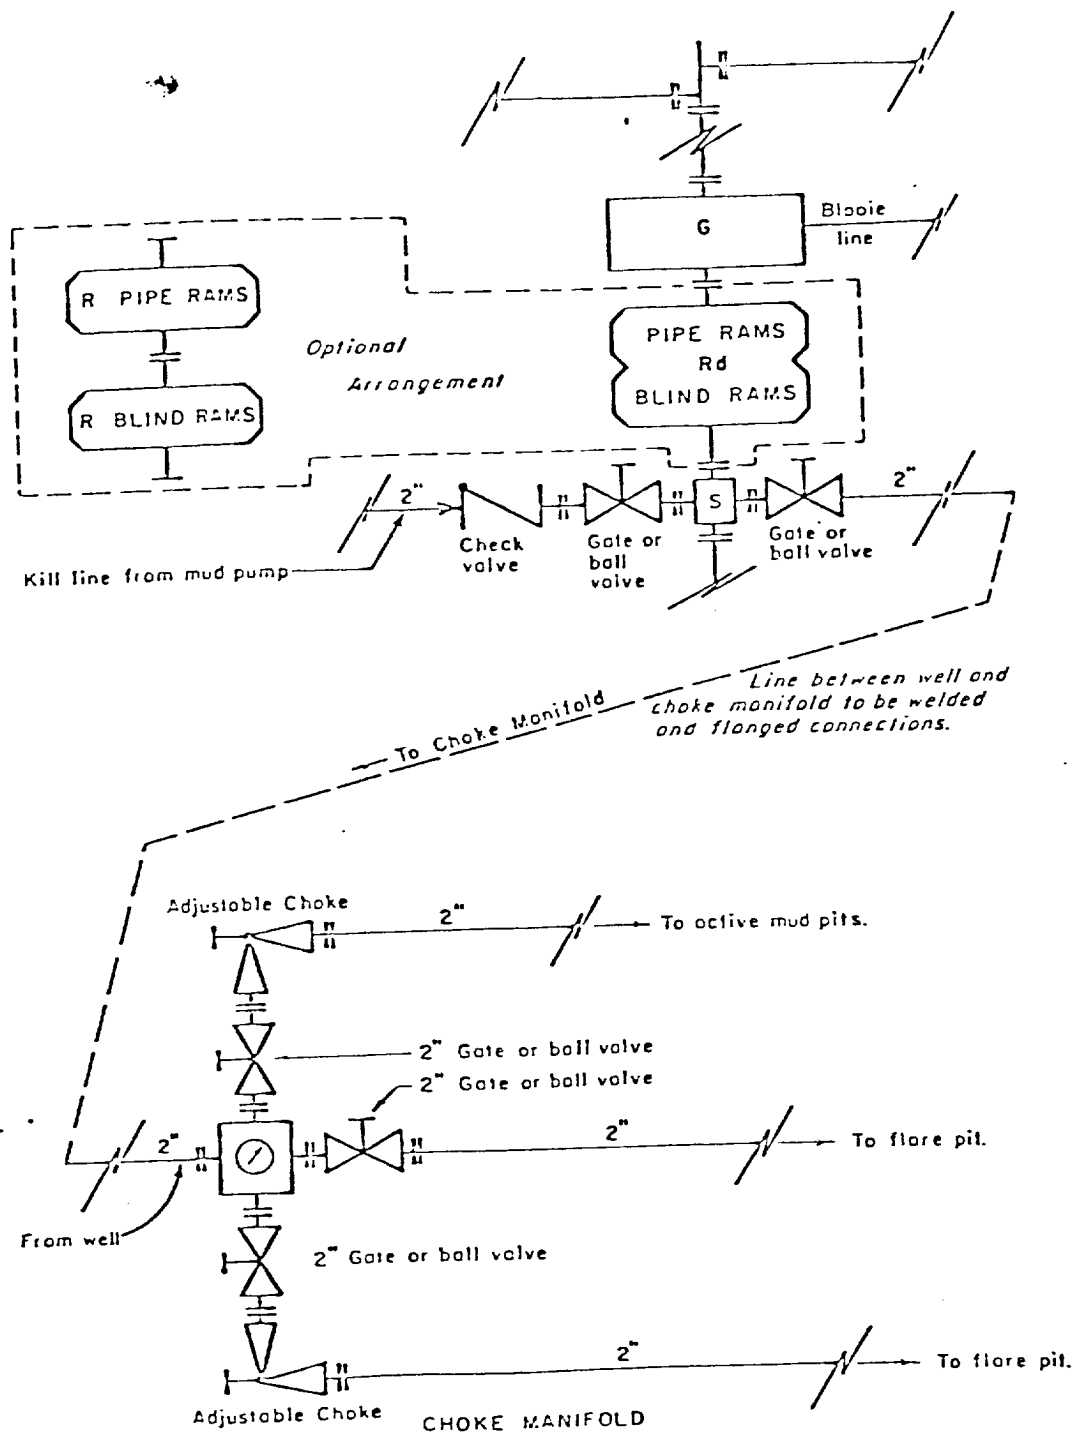 G
Blooie
line
R PIPE RAMS
R BLIND RAMS
Optional
Arrangement
PIPE RAMS
Rd
BLIND RAMS
2"
Check
valve
Gate or
ball
valve
S
Gate or
ball valve
2"
Kill line from mud pump
Line between well and
choke manifold to be welded
and flanged connections.
To Choke Manifold
Adjustable Choke
2"
To active mud pits.
2" Gate or ball valve
2" Gate or ball valve
2"
2"
To flare pit.
From well
2" Gate or ball valve
2"
To flare pit.
Adjustable Choke
CHOKE MANIFOLD